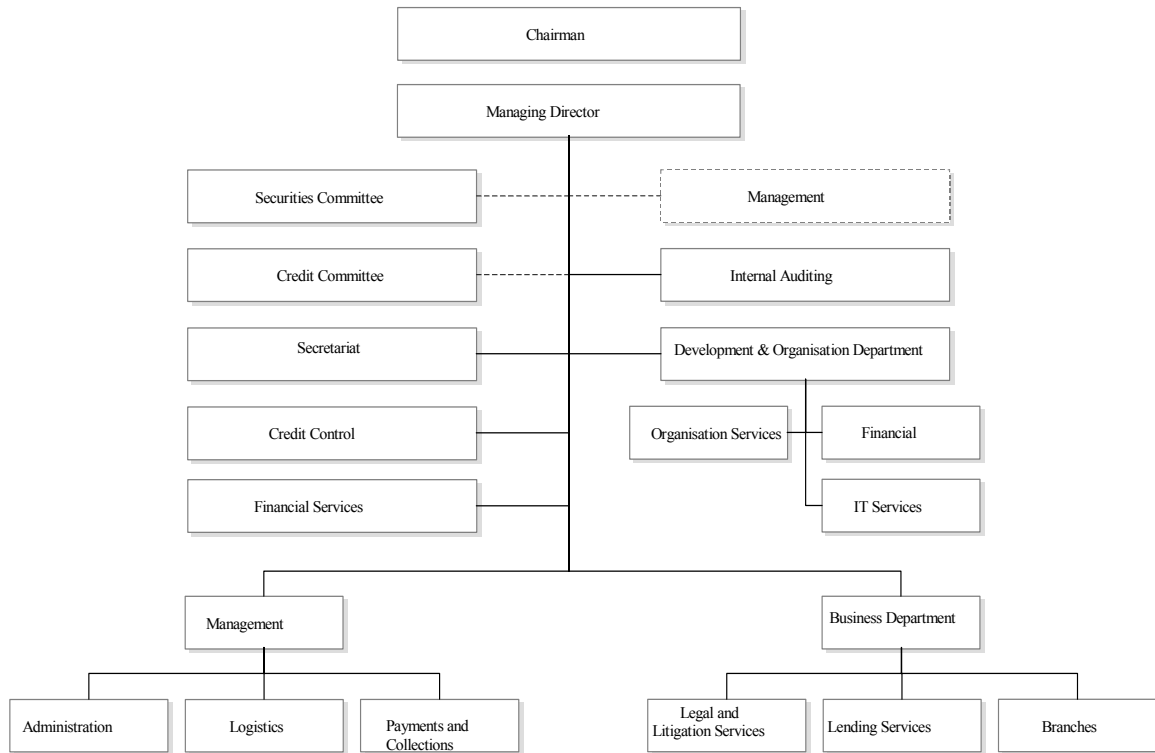 Chairman
Managing Director
Securities Committee
Management
Credit Committee
Internal Auditing
Secretariat
Development & Organisation Department
Credit Control
Organisation Services
Financial
Financial Services
IT Services
Management
Business Department
Administration
Logistics
Payments and
Collections
Legal and
Litigation Services
Lending Services
Branches